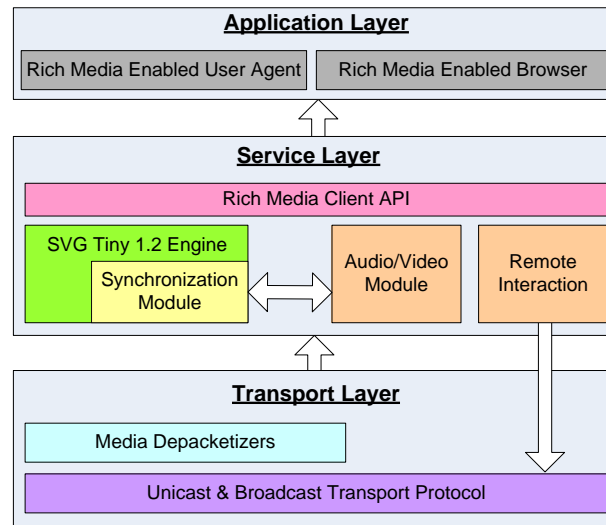 Application Layer
Rich Media Enabled User Agent
Rich Media Enabled Browser
Service Layer
Rich Media Client API
SVG Tiny 1.2 Engine
Synchronization
Module
Audio/Video
Module
Remote
Interaction
Transport Layer
Media Depacketizers
Unicast & Broadcast Transport Protocol